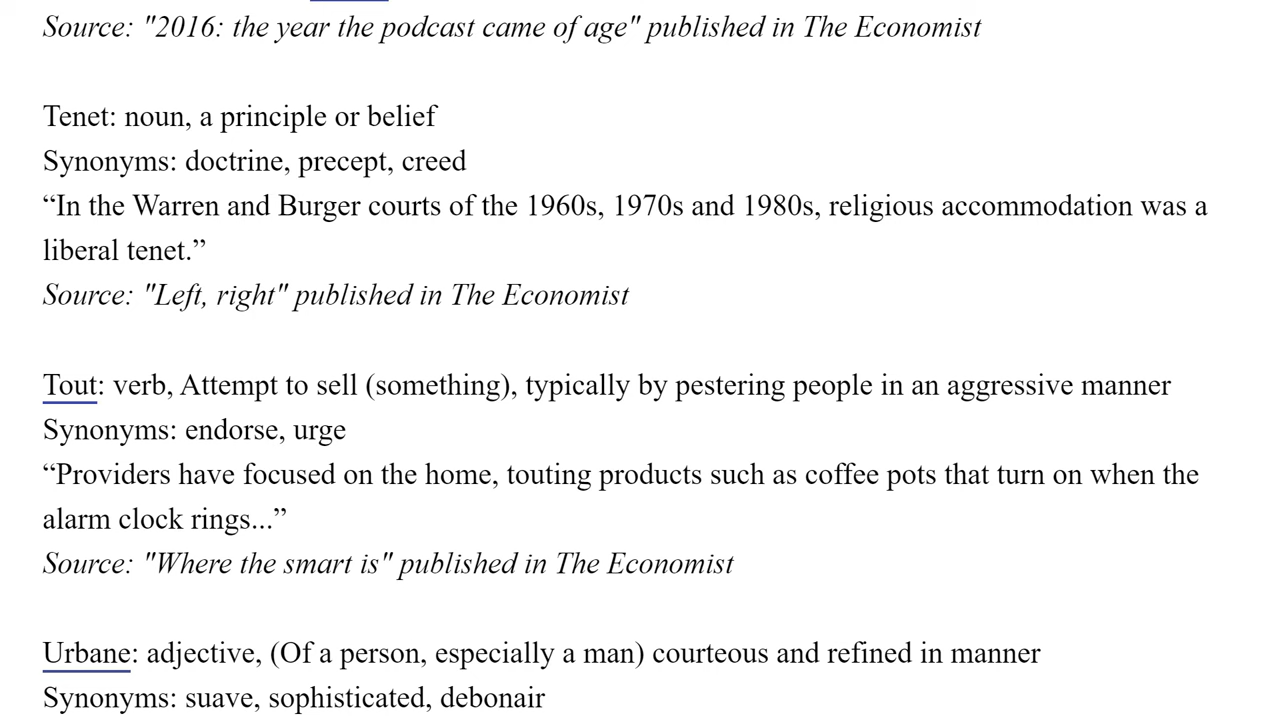 Source: "2016: the year the podcast came of age" published in The Economist
Tenet: noun, a principle or belief
Synonyms: doctrine, precept, creed
“In the Warren and Burger courts of the 1960s, 1970s and 1980s, religious accommodation was a
liberal tenet.”
Source: "Left, right" published in The Economist
Tout: verb, Attempt to sell (something), typically by pestering people in an aggressive manner
Synonyms: endorse, urge
“Providers have focused on the home, touting products such as coffee pots that turn on when the
alarm clock rings...”
Source: "Where the smart is" published in The Economist
Urbane: adjective, (Of a person, especially a man) courteous and refined in manner
Synonyms: suave, sophisticated, debonair